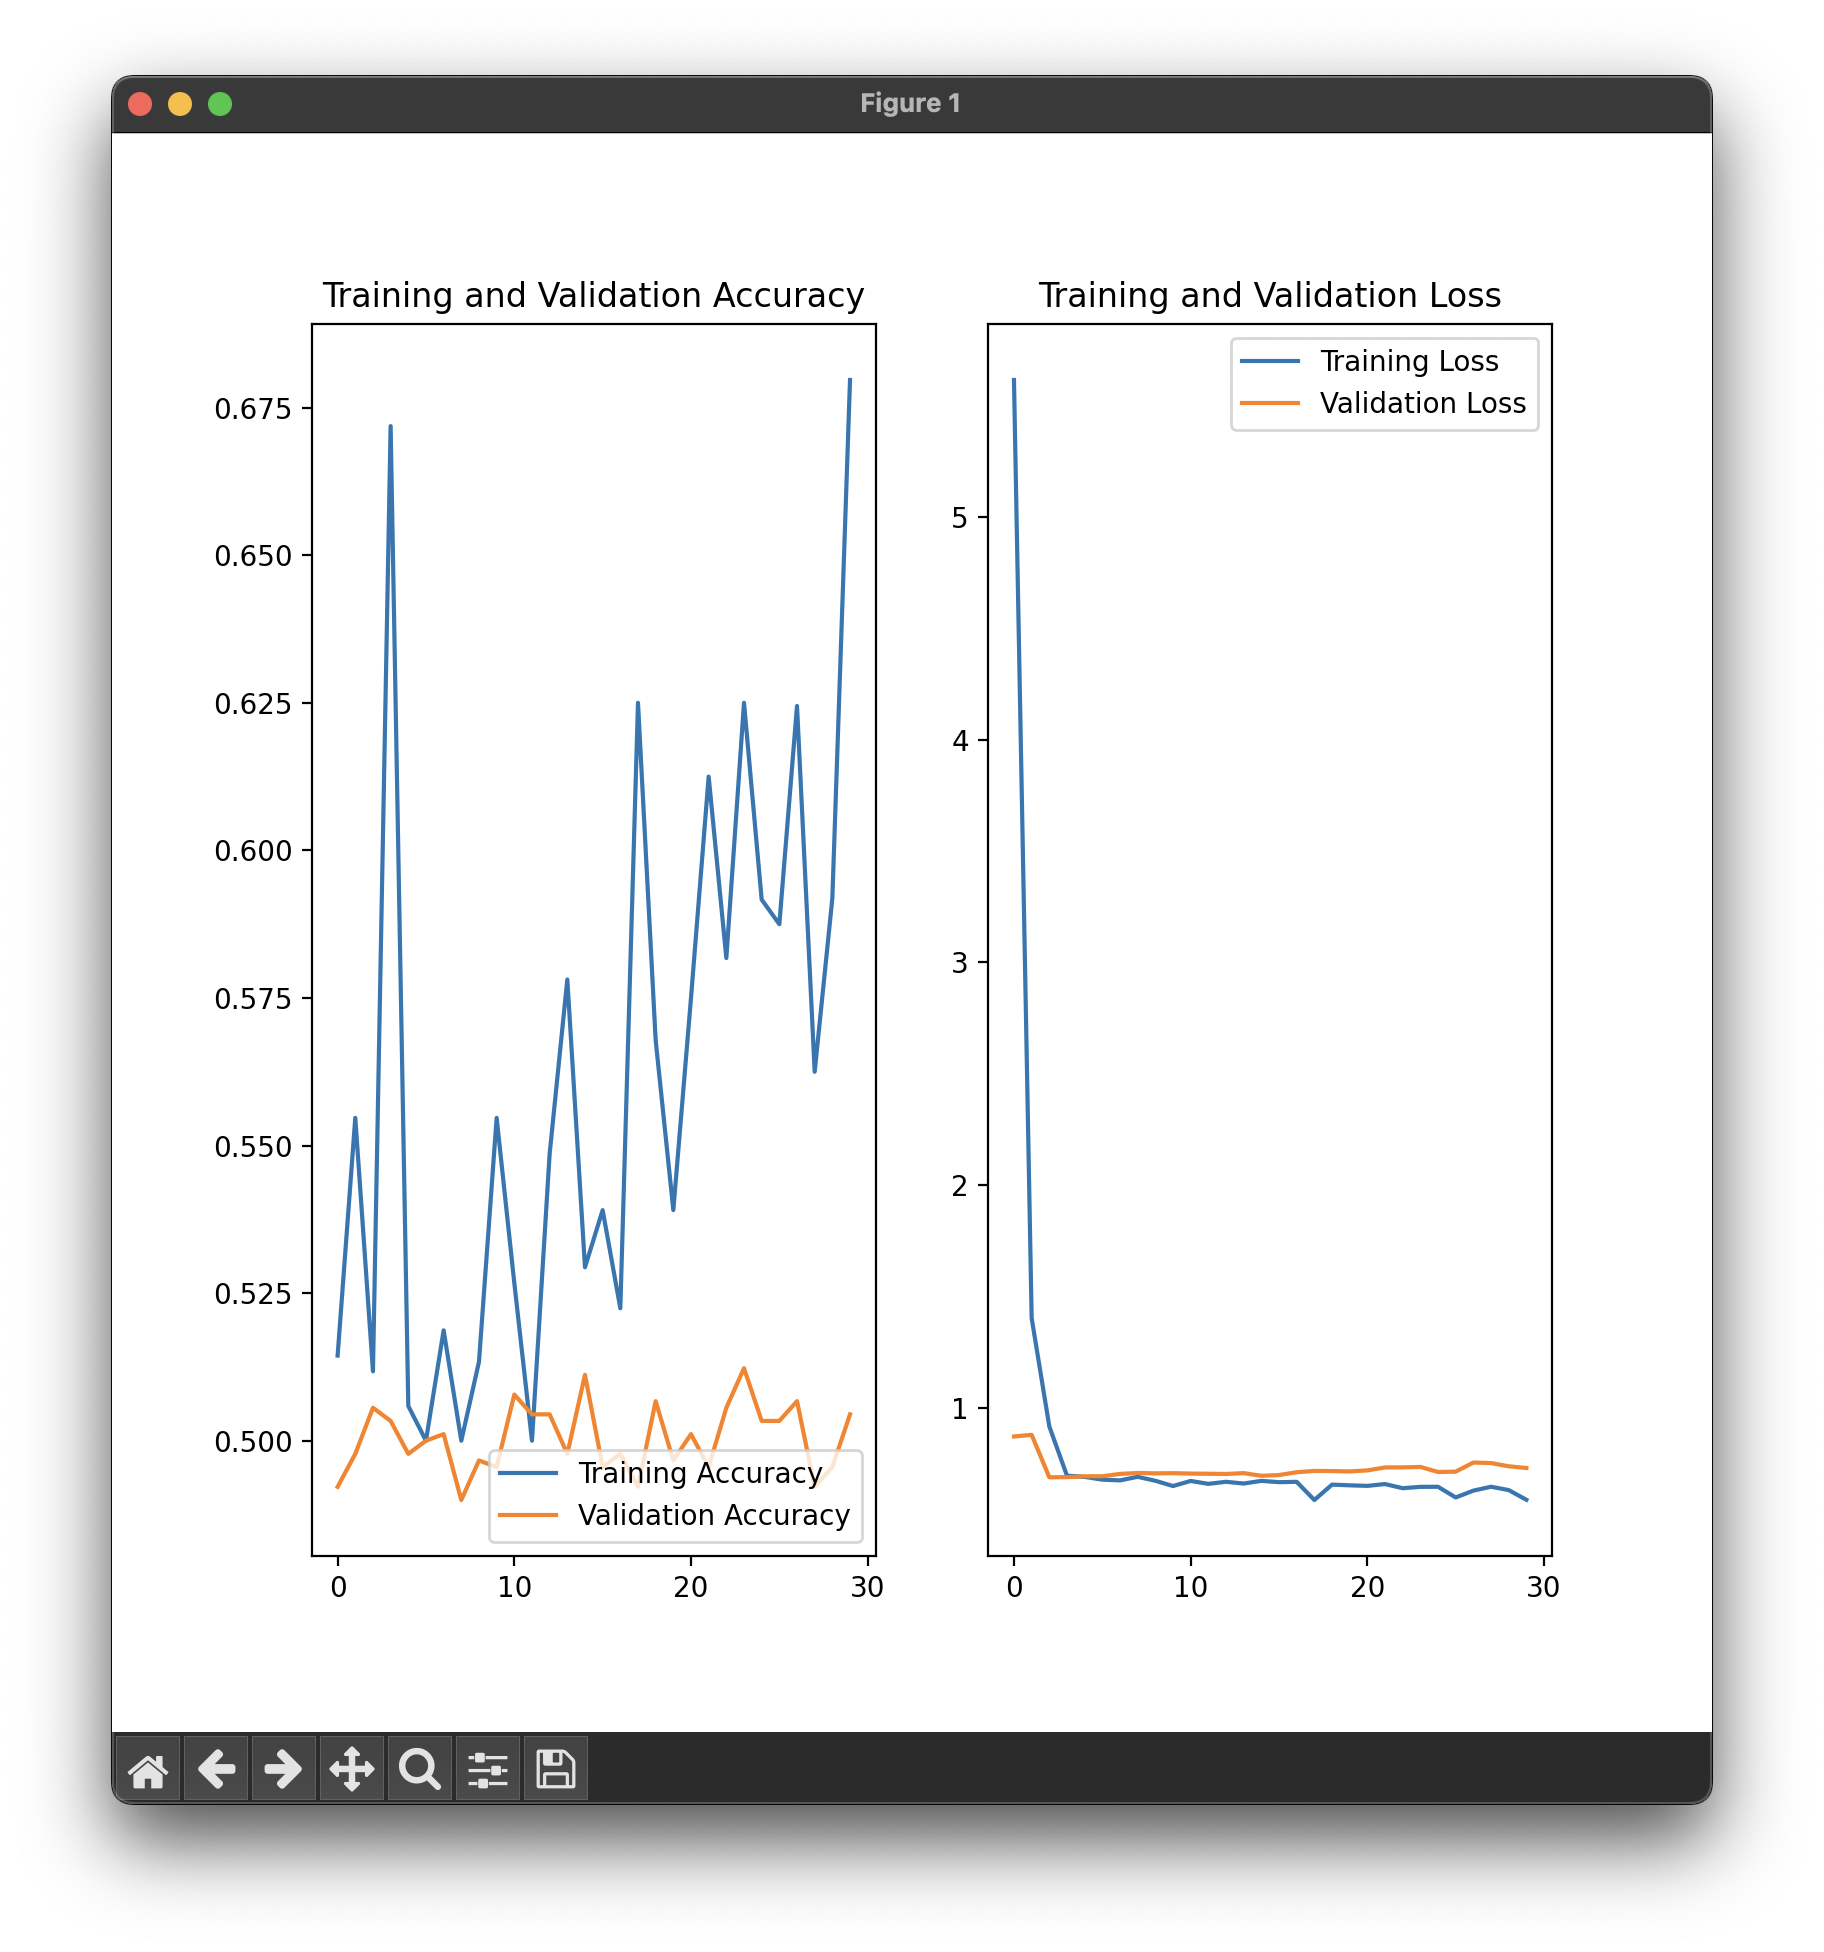 Figure 1
Training and Validation Accuracy
0.675
0.650
0.625
0.600
0.575
0.550
0.525
0.500
Training Accuracy
Validation Accuracy
0 10 20 30
Training and Validation Loss
Training Loss
Validation Loss
5
4
3
2
1
0 10 20 30